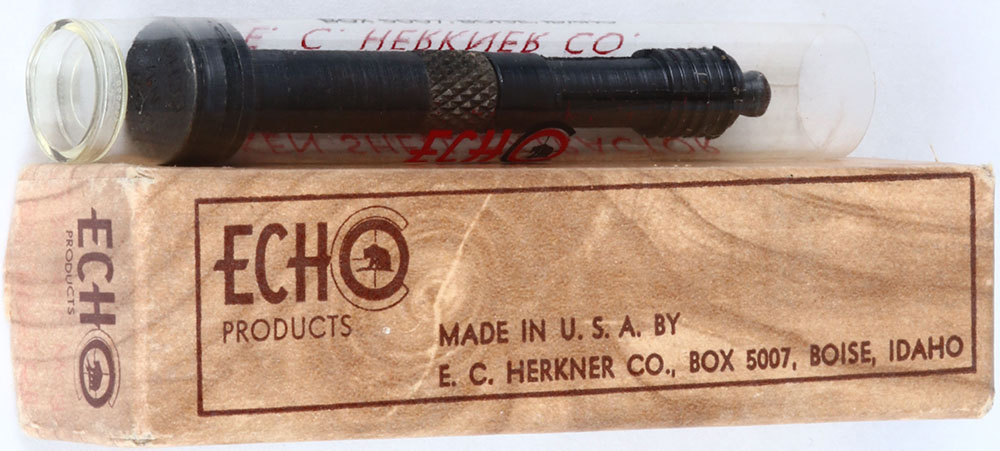 E. C. HERKNER CO.
ECHO
ECHO
PRODUCTS
ECHO
PRODUCTS
MADE IN U. S. A. BY
E. C. HERKNER CO., BOX 5007, BOISE, IDAHO